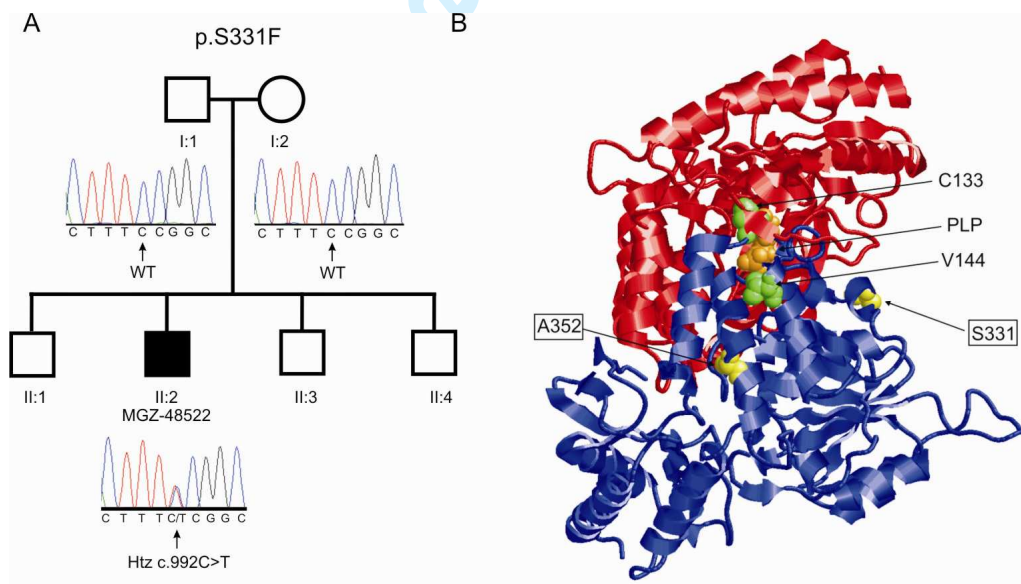 A
p.S331F
I:1
I:2
C T T T C C G G C
WT
C T T T C C G G C
WT
II:1
II:2
II:3
II:4
MGZ-48522
C T T T C/T C G G C
Htz c.992C>T
B
C133
PLP
V144
A352
S331